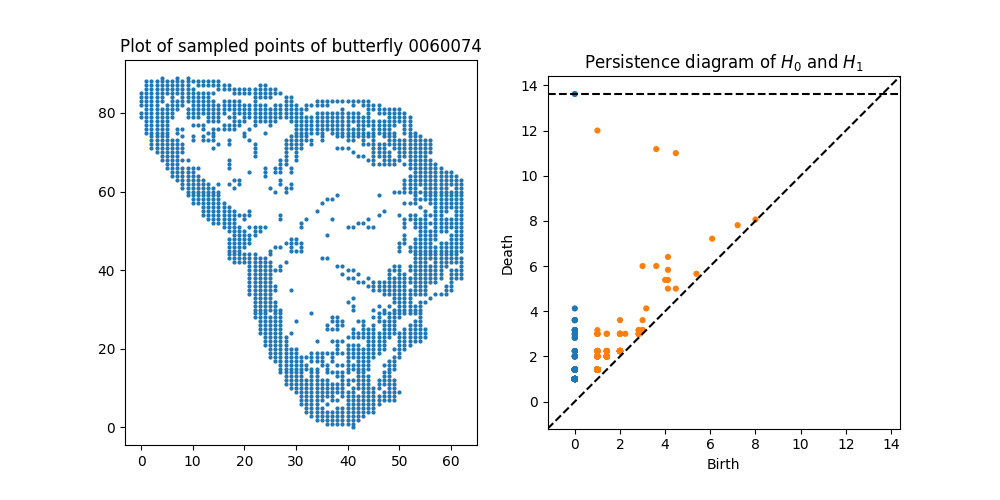 Plot of sampled points of butterfly 0060074
80
60
40
20
0
0 10 20 30 40 50 60
Persistence diagram of $H_0$ and $H_1$
14
12
10
8
6
4
2
0
Death
0 2 4 6 8 10 12 14
Birth